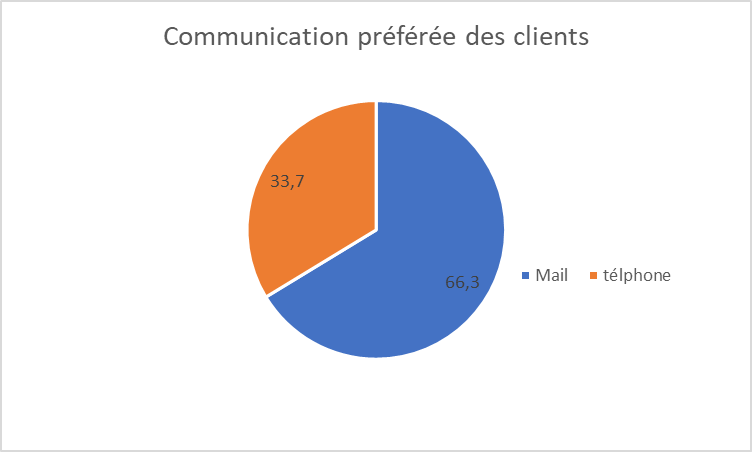 Communication préférée des clients
33,7
66,3
Mail
télphone